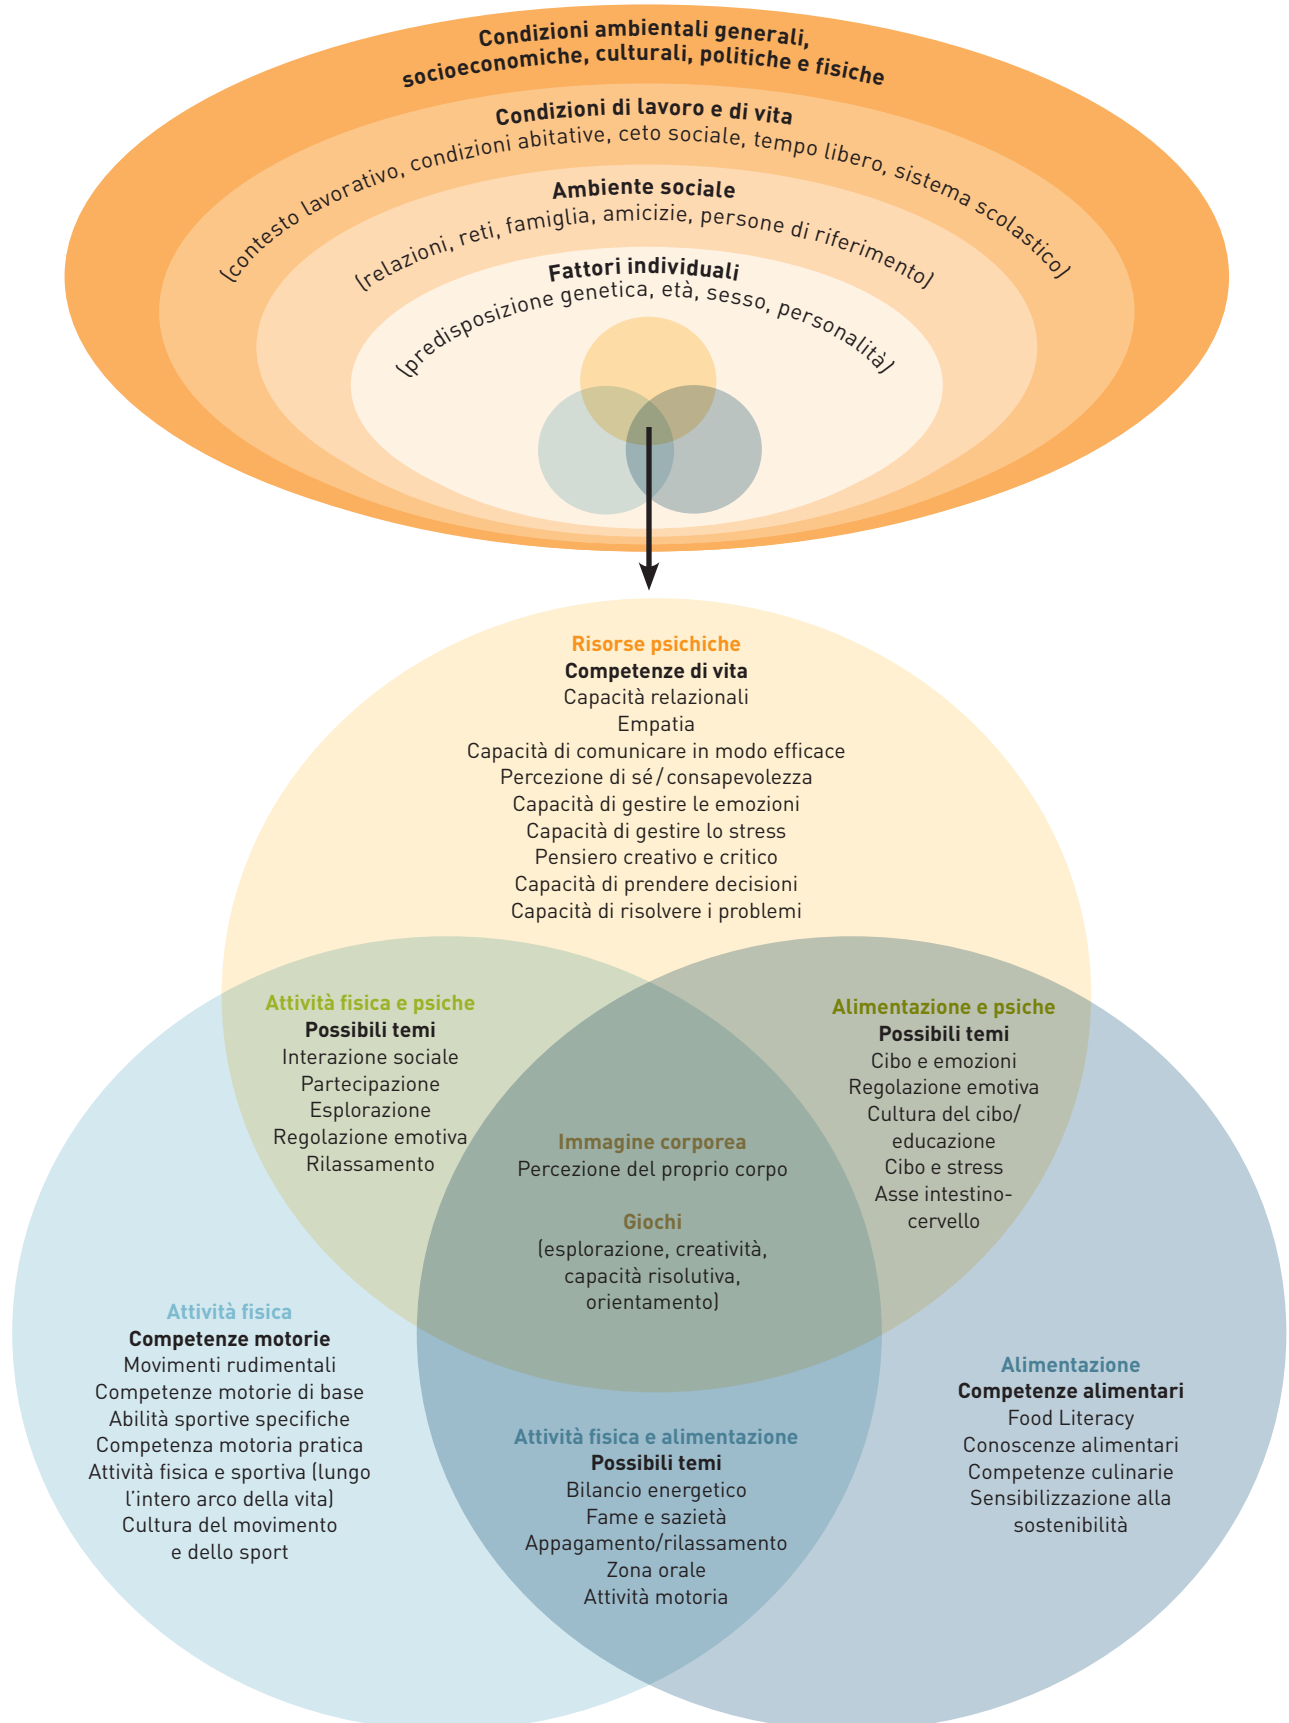 Condizioni ambientali generali,
socioeconomiche, culturali, politiche e fisiche
Condizioni di lavoro e di vita
(contesto lavorativo, condizioni abitative, ceto sociale, tempo libero, sistema scolastico)
Ambiente sociale
(relazioni, reti, famiglia, amicizie, persone di riferimento)
Fattori individuali
(predisposizione genetica, età, sesso, personalità)
Risorse psichiche
Competenze di vita
Capacità relazionali
Empatia
Capacità di comunicare in modo efficace
Percezione di sé/consapevolezza
Capacità di gestire le emozioni
Capacità di gestire lo stress
Pensiero creativo e critico
Capacità di prendere decisioni
Capacità di risolvere i problemi
Attività fisica e psiche
Possibili temi
Interazione sociale
Partecipazione
Esplorazione
Regolazione emotiva
Rilassamento
Alimentazione e psiche
Possibili temi
Cibo e emozioni
Regolazione emotiva
Cultura del cibo/
educazione
Cibo e stress
Asse intestino-
cervello
Immagine corporea
Percezione del proprio corpo
Giochi
(esplorazione, creatività,
capacità risolutiva,
orientamento)
Attività fisica
Competenze motorie
Movimenti rudimentali
Competenze motorie di base
Abilità sportive specifiche
Competenza motoria pratica
Attività fisica e sportiva (lungo
l'intero arco della vita)
Cultura del movimento
e dello sport
Attività fisica e alimentazione
Possibili temi
Bilancio energetico
Fame e sazietà
Appagamento/rilassamento
Zona orale
Attività motoria
Alimentazione
Competenze alimentari
Food Literacy
Conoscenze alimentari
Competenze culinarie
Sensibilizzazione alla
sostenibilità